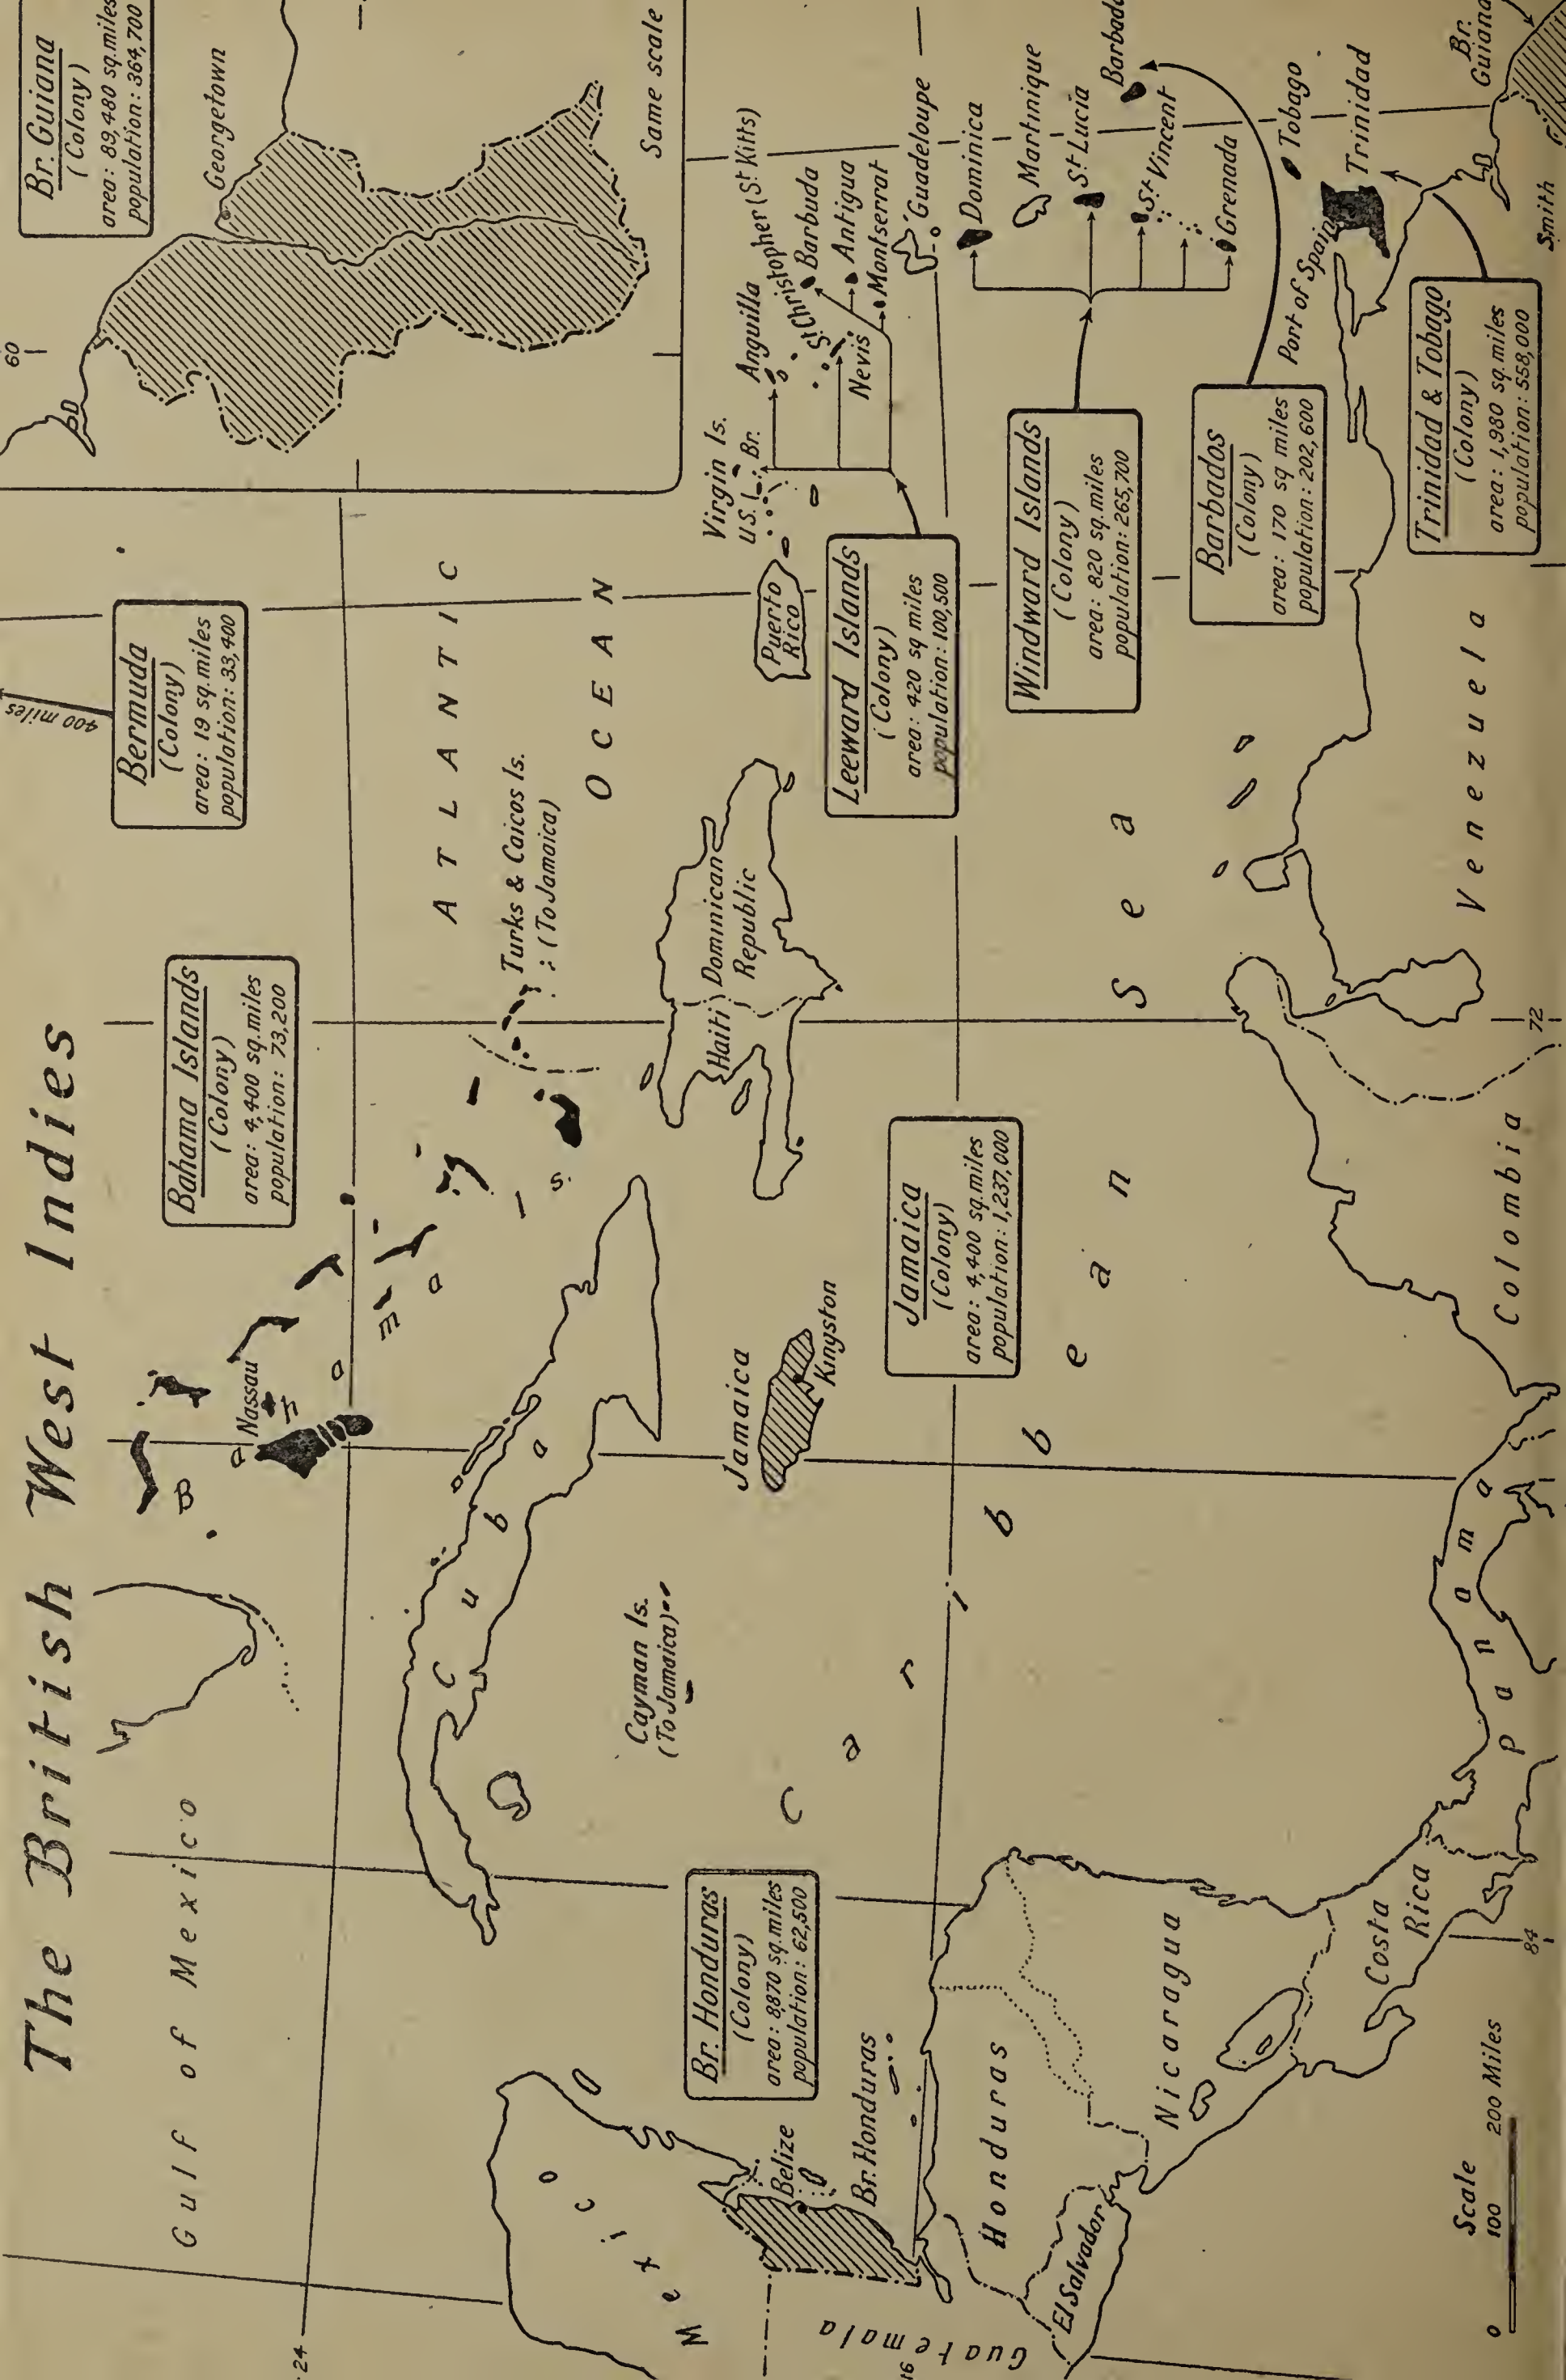 The British West Indies
Gulf of Mexico
Bahama Islands
(Colony)
area: 4,400 sq.miles
population: 73,200
Bermuda
(Colony)
area: 19 sq.miles
population: 33,400
400 miles
Br. Guiana
(Colony)
area: 89,480 sq.miles
population: 364,700
Georgetown
60
Same scale
Nassau
Bahamas.
ATLANTIC
OCEAN
Turks & Caicos Is.
(To Jamaica)
24
Mexico
Cuba
Cayman Is.
(To Jamaica)
Jamaica
Kingston
Haiti
Dominican
Republic
Puerto
Rico
Virgin Is.
U.S. Br.
Anguilla
St Christopher (St Kitts)
Nevis
Barbuda
Antigua
Montserrat
Guadeloupe
Dominica
Martinique
St Lucia
St Vincent
Grenada
Tobago
Trinidad
Port of Spain
Br.
Guiana
Br. Honduras
(Colony)
area: 8,870 sq.miles
population: 62,500
Belize
Br. Honduras
Jamaica
(Colony)
area: 4,400 sq.miles
population: 1,237,000
Leeward Islands
(Colony)
area: 420 sq miles
population: 100,500
Windward Islands
(Colony)
area: 820 sq.miles
population: 265,700
Barbados
(Colony)
area: 170 sq miles
population: 202,600
Trinidad & Tobago
(Colony)
area: 1,980 sq.miles
population: 558,000
Caribbean Sea
16
Guatemala
Honduras
El Salvador
Nicaragua
Costa
Rica
Panama
Colombia
Venezuela
84
72
Scale
0 100 200 Miles
Smith